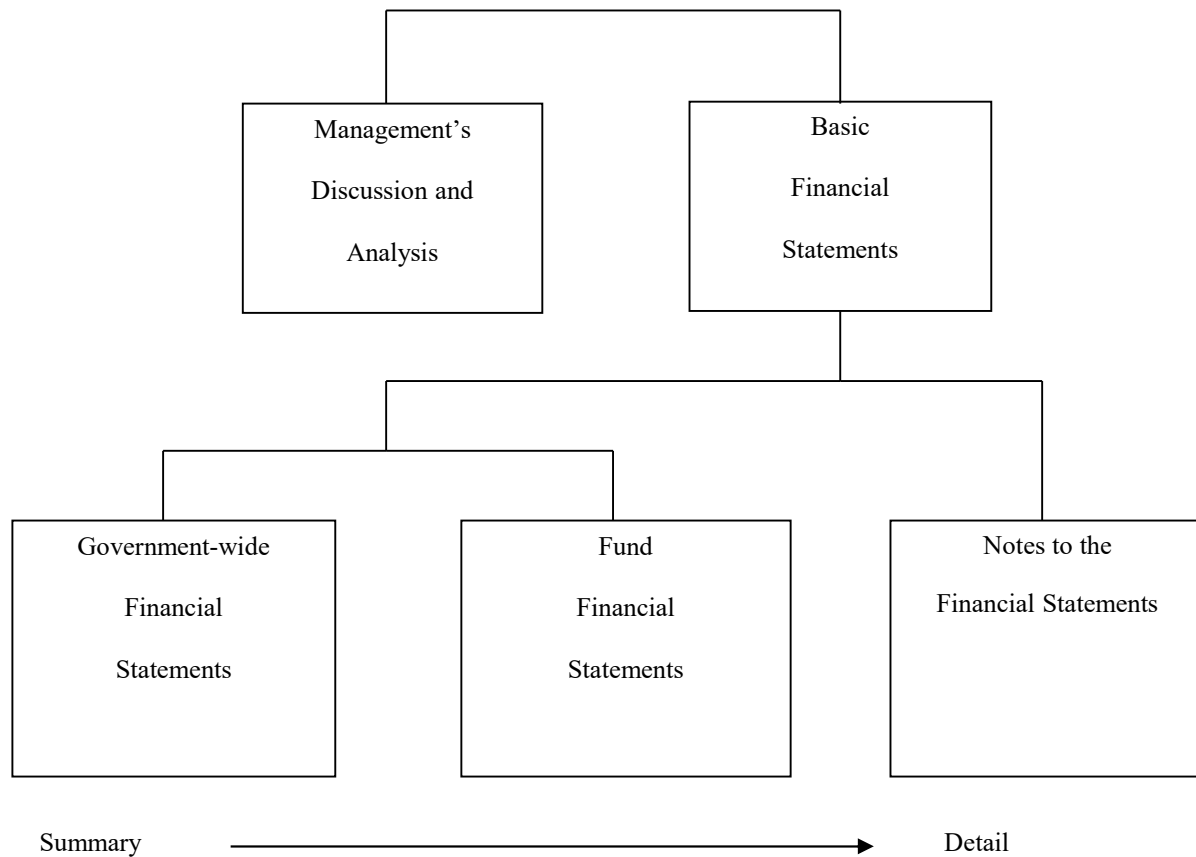 Management’s
Discussion and
Analysis
Basic
Financial
Statements
Government-wide
Financial
Statements
Fund
Financial
Statements
Notes to the
Financial Statements
Summary
Detail